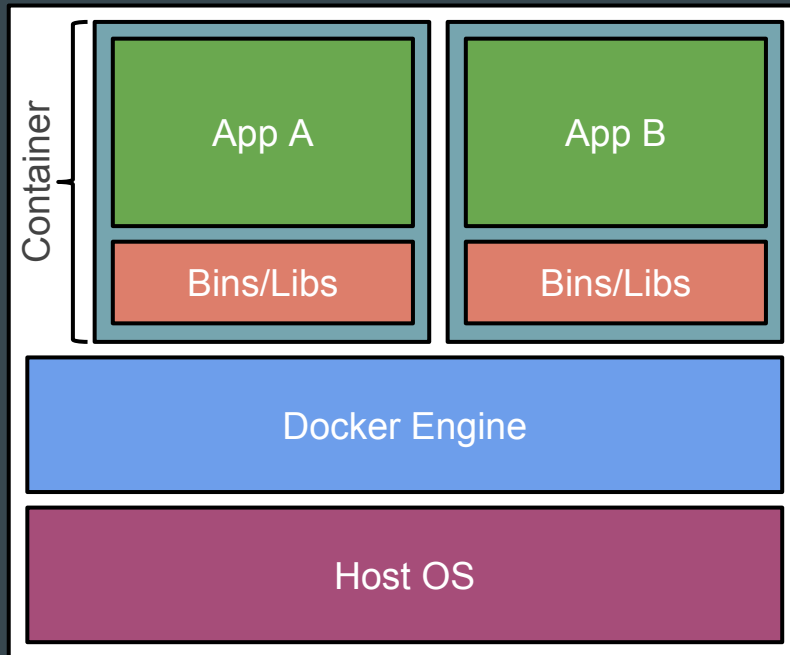 Container
App A
App B
Bins/Libs
Bins/Libs
Docker Engine
Host OS